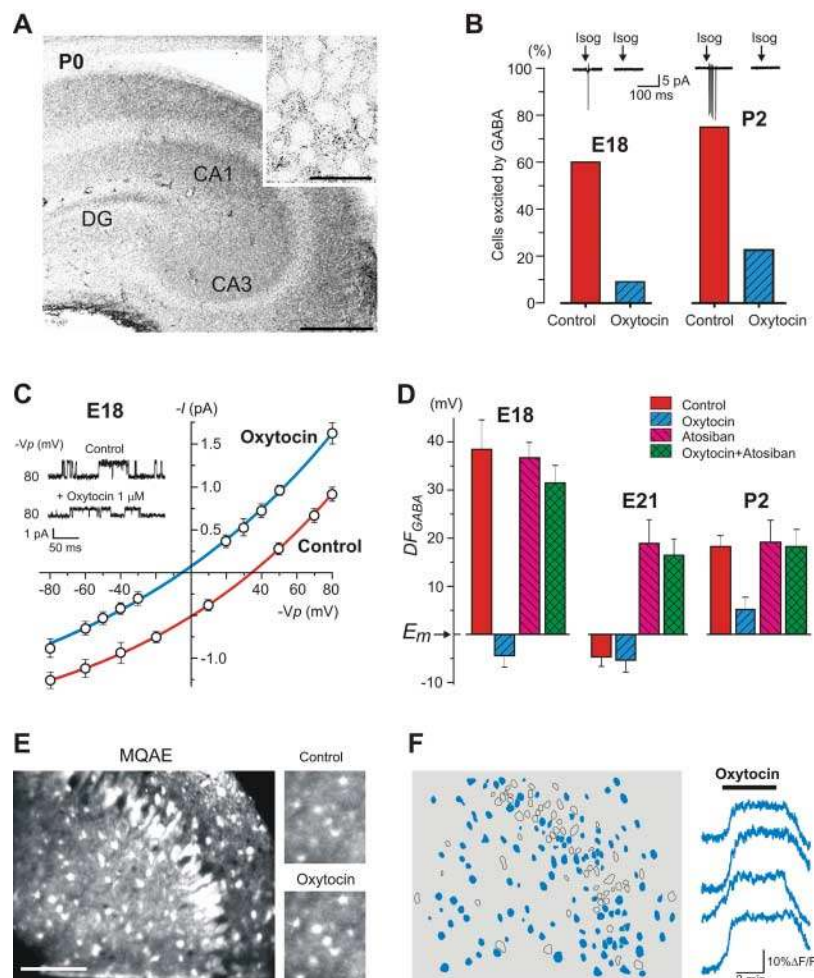 A
P0
CA1
DG
CA3
B
Isog Isog Isog Isog
(%)
100
80
60
40
20
0
Cells excited by GABA
5 pA
100 ms
E18
P2
Control Oxytocin Control Oxytocin
C
E18
-I (pA)
1.5
1.0
0.5
-1.0
Oxytocin
Control
-Vp (mV)
Control
80
+ Oxytocin 1 µM
80
1 pA
50 ms
-80 -60 -40 -20 20 40 60 80
-Vp (mV)
D
(mV)
40
30
20
10
-10
DFGABA
Em
E18
E21
P2
Control
Oxytocin
Atosiban
Oxytocin+Atosiban
E
MQAE
Control
Oxytocin
F
Oxytocin
10%ΔF/F